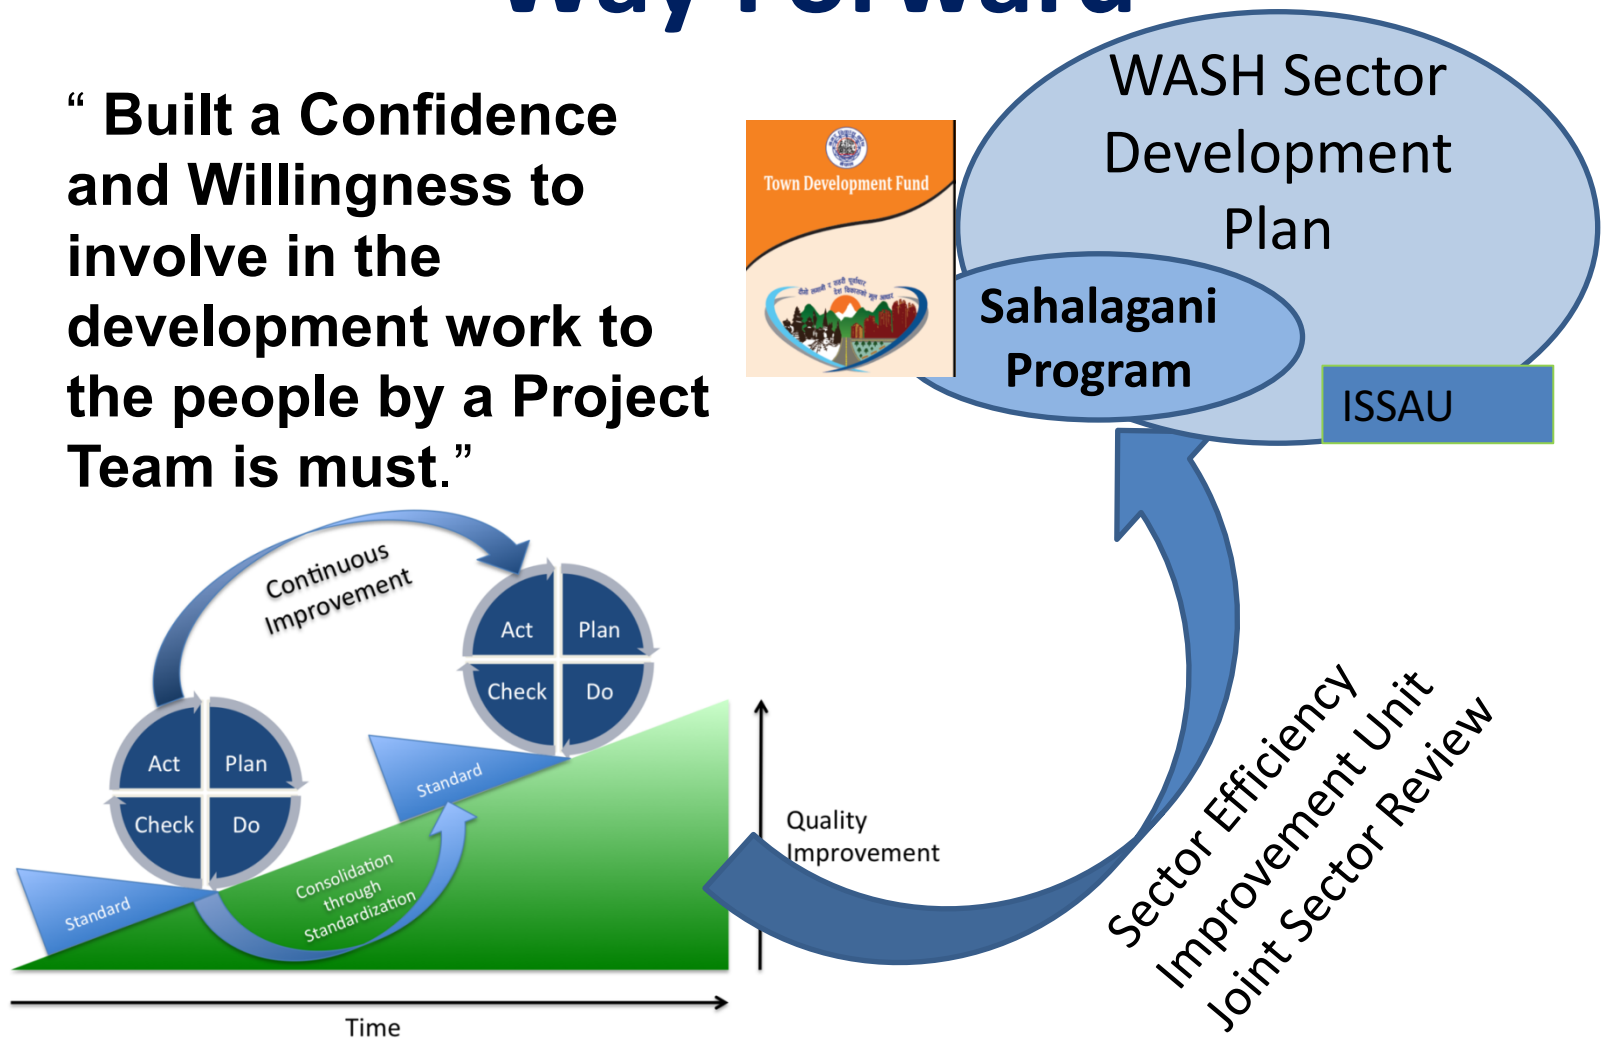 Way Forward
“ Built a Confidence
and Willingness to
involve in the
development work to
the people by a Project
Team is must.”
Town Development Fund
WASH Sector
Development
Plan
Sahalagani
Program
ISSAU
Continuous
Improvement
Act
Plan
Check
Do
Act
Plan
Check
Do
Standard
Standard
Consolidation
through
Standardization
Quality
Improvement
Time
Sector Efficiency
Improvement Unit
Joint Sector Review